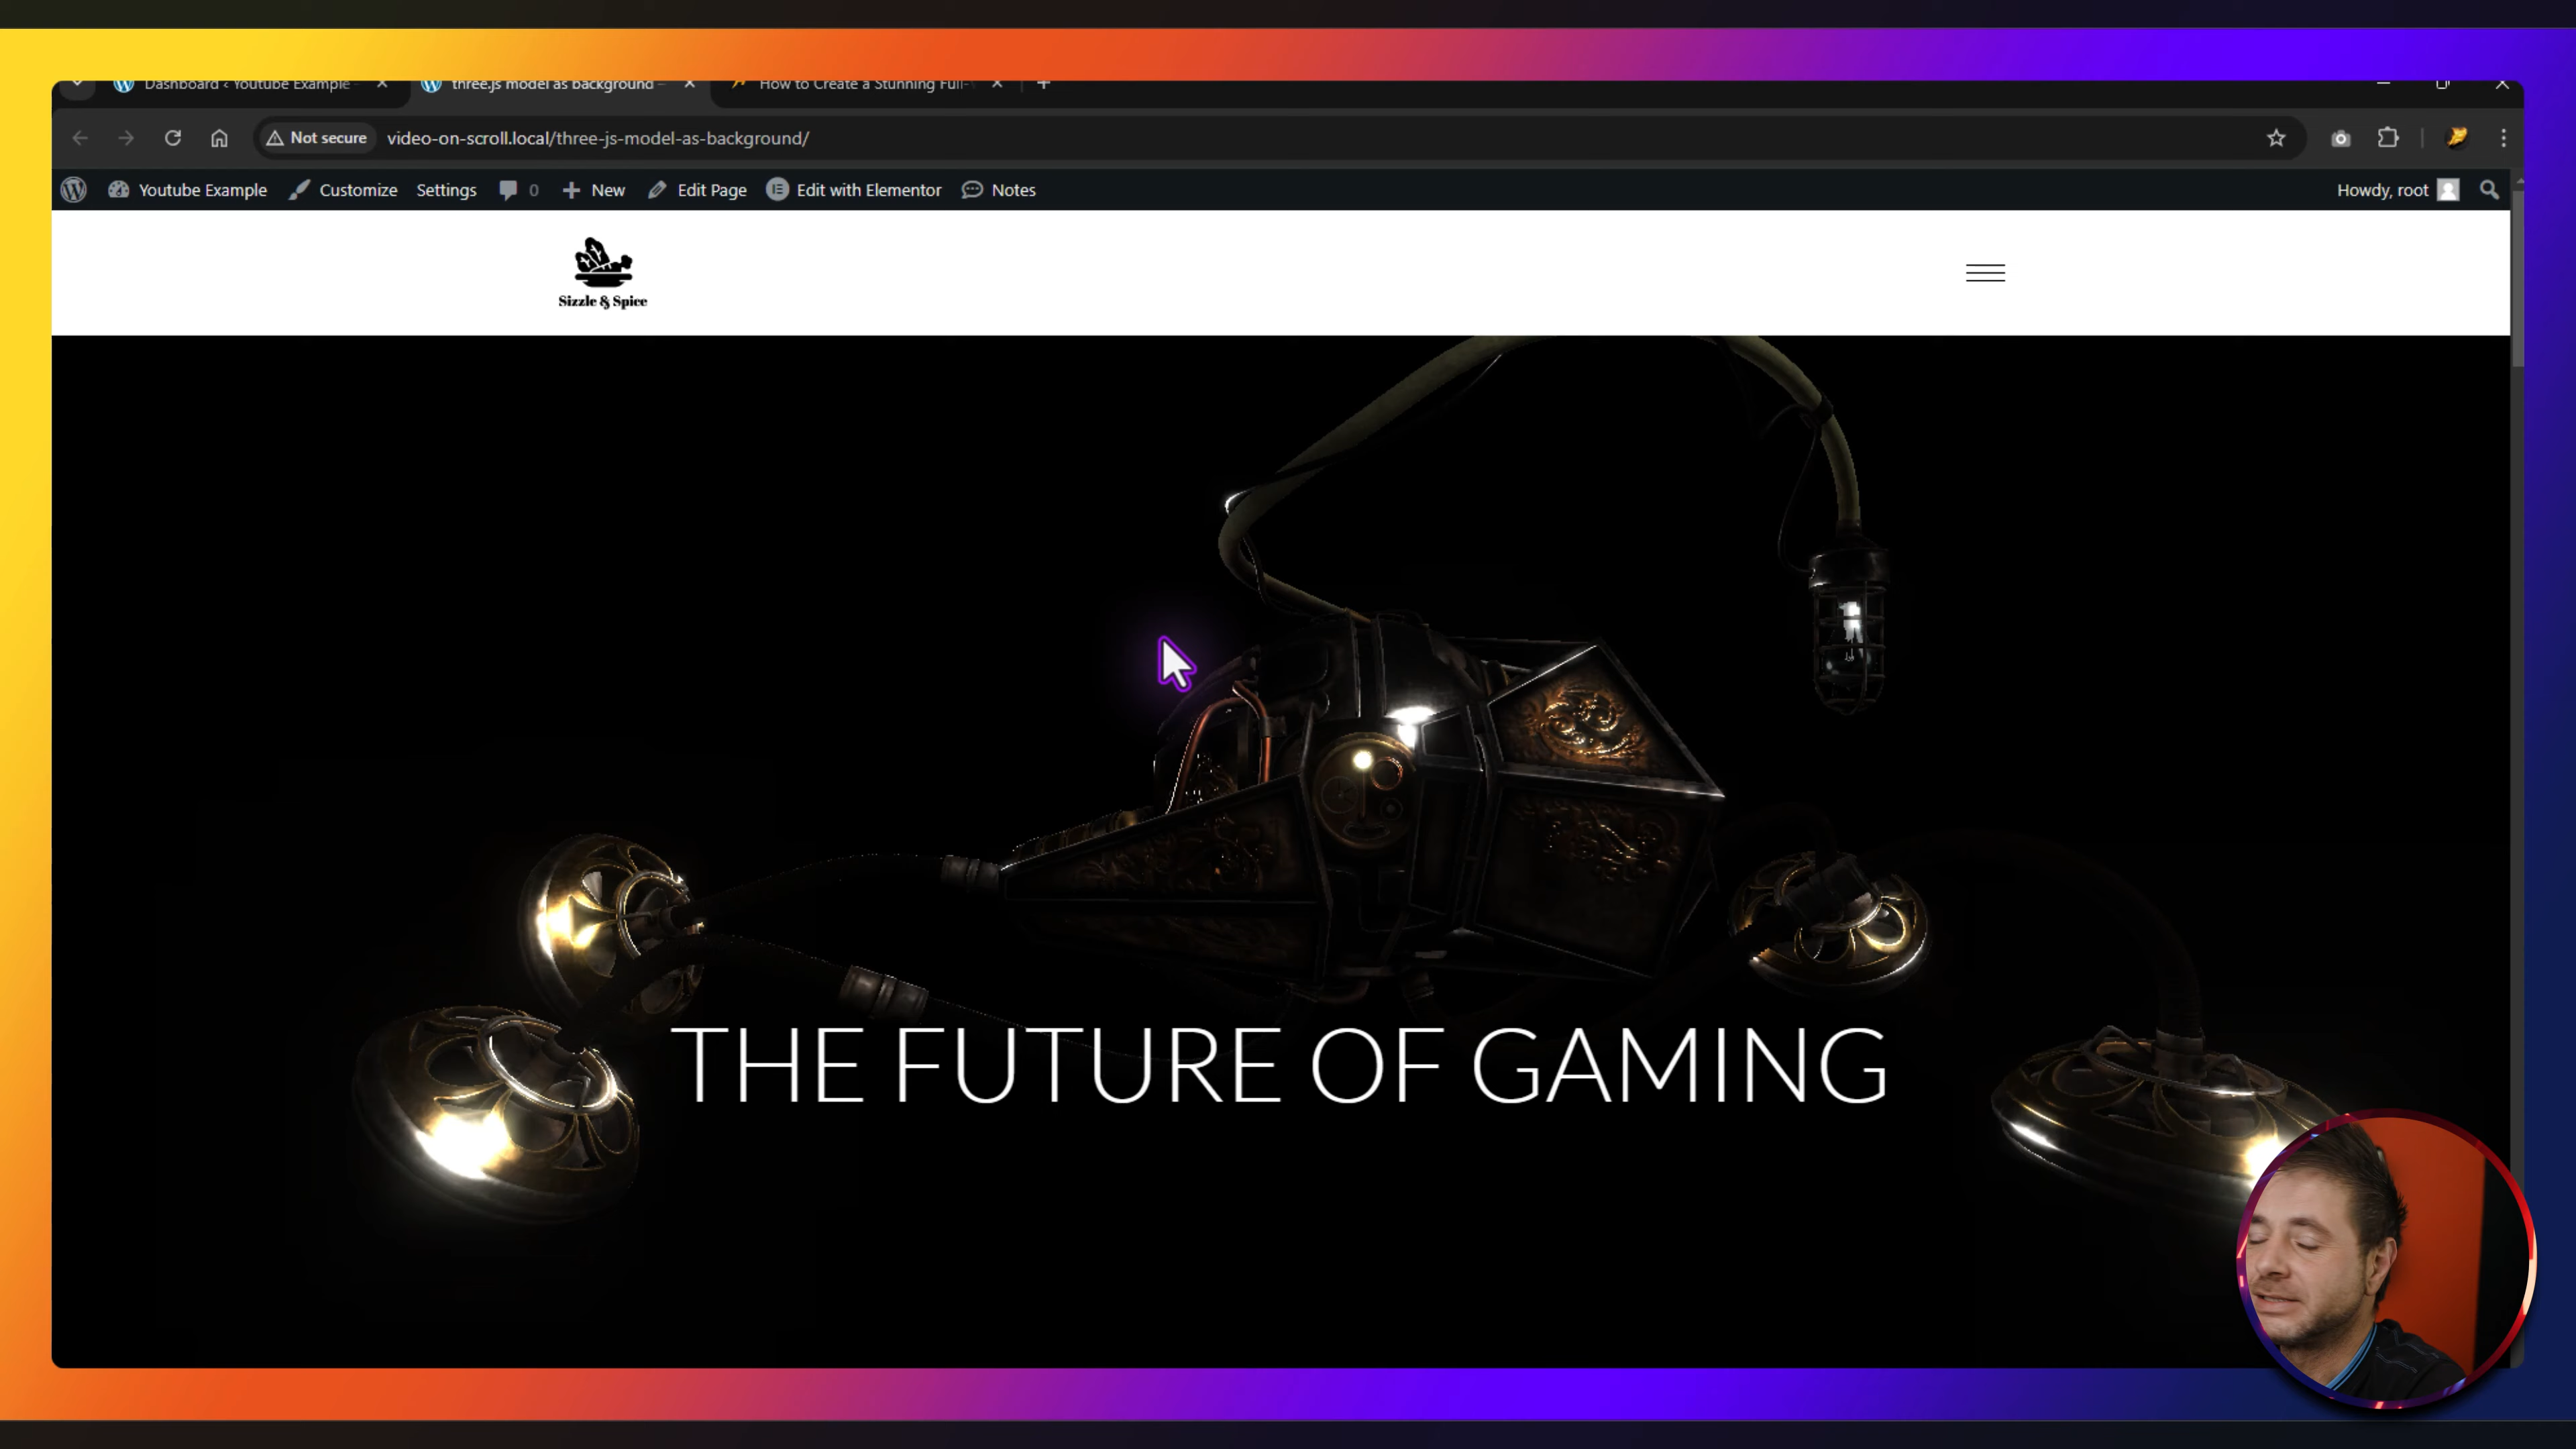 Dashboard ‹ Youtube Example
three.js model as background –
How to Create a Stunning Full-
Not secure
video-on-scroll.local/three-js-model-as-background/
Youtube Example
Customize
Settings
0
New
Edit Page
Edit with Elementor
Notes
Howdy, root
Sizzle & Spice
THE FUTURE OF GAMING